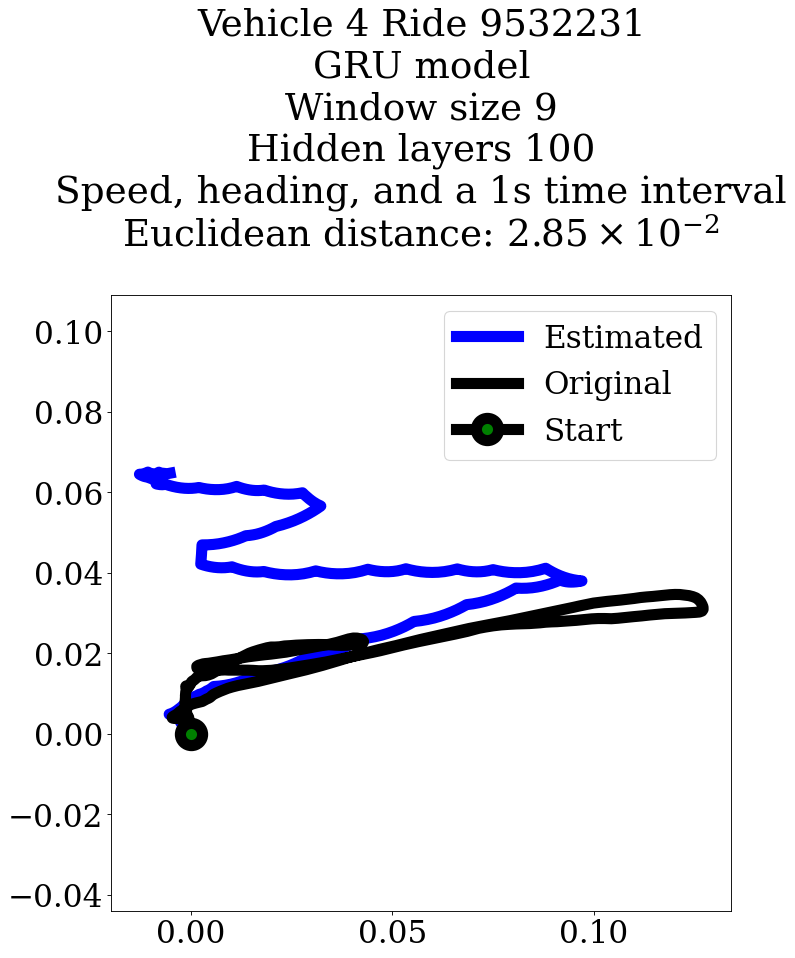 Vehicle 4 Ride 9532231
GRU model
Window size 9
Hidden layers 100
Speed, heading, and a 1s time interval
Euclidean distance: 2.85 × 10⁻²
Estimated
Original
Start
0.10
0.08
0.06
0.04
0.02
0.00
−0.02
−0.04
0.00 0.05 0.10